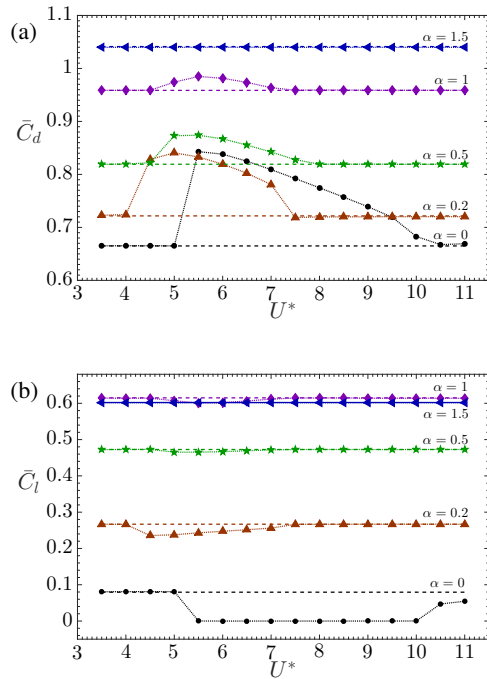 (a)
1.1
1
0.9
0.8
0.7
0.6
C̄_d
α = 1.5
α = 1
α = 0.5
α = 0.2
α = 0
3 4 5 6 7 8 9 10 11
U*
(b)
0.6
0.5
0.4
0.3
0.2
0.1
0
C̄_l
α = 1
α = 1.5
α = 0.5
α = 0.2
α = 0
3 4 5 6 7 8 9 10 11
U*